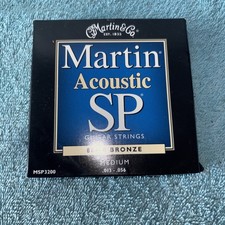 Martin & Co
EST. 1833
Martin
Acoustic
SP
GUITAR STRINGS
BRONZE
MEDIUM
MSP3200
.013 - .056